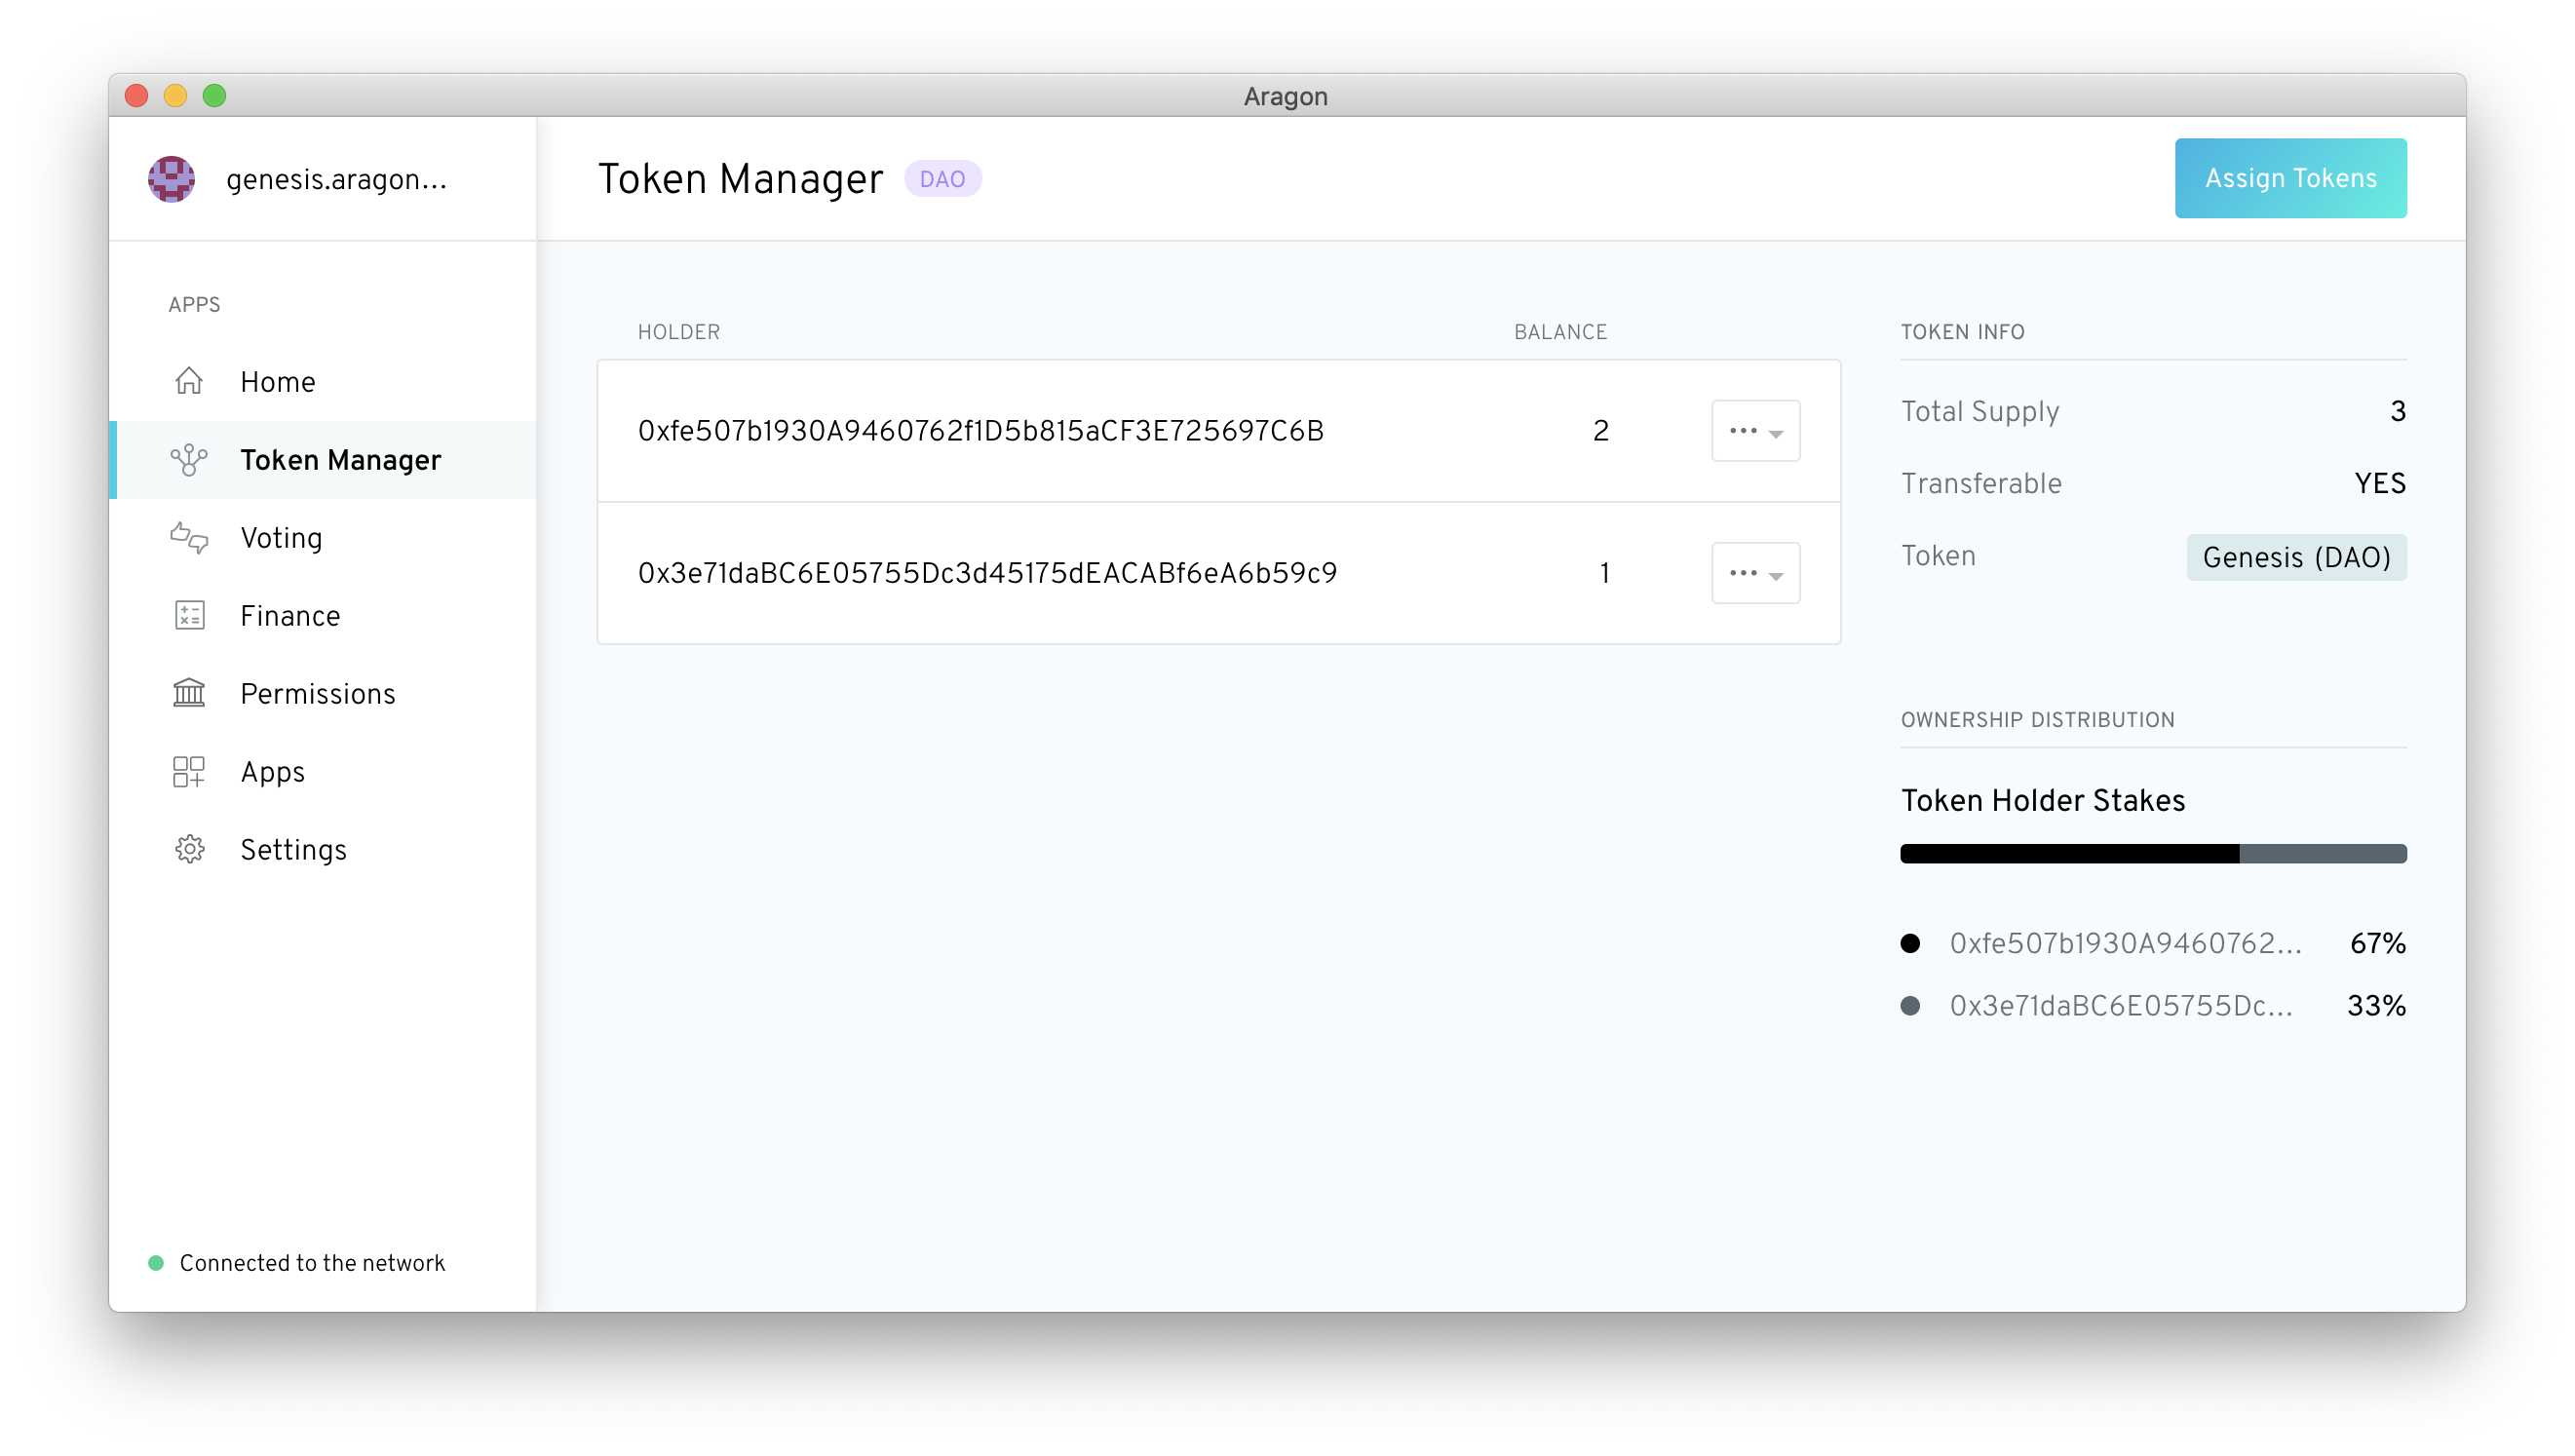 Aragon
genesis.aragon...
Token Manager DAO
Assign Tokens
APPS
Home
Token Manager
Voting
Finance
Permissions
Apps
Settings
Connected to the network
HOLDER BALANCE
0xfe507b1930A9460762f1D5b815aCF3E725697C6B 2
0x3e71daBC6E05755Dc3d45175dEACABf6eA6b59c9 1
TOKEN INFO
Total Supply 3
Transferable YES
Token Genesis (DAO)
OWNERSHIP DISTRIBUTION
Token Holder Stakes
0xfe507b1930A9460762... 67%
0x3e71daBC6E05755Dc... 33%